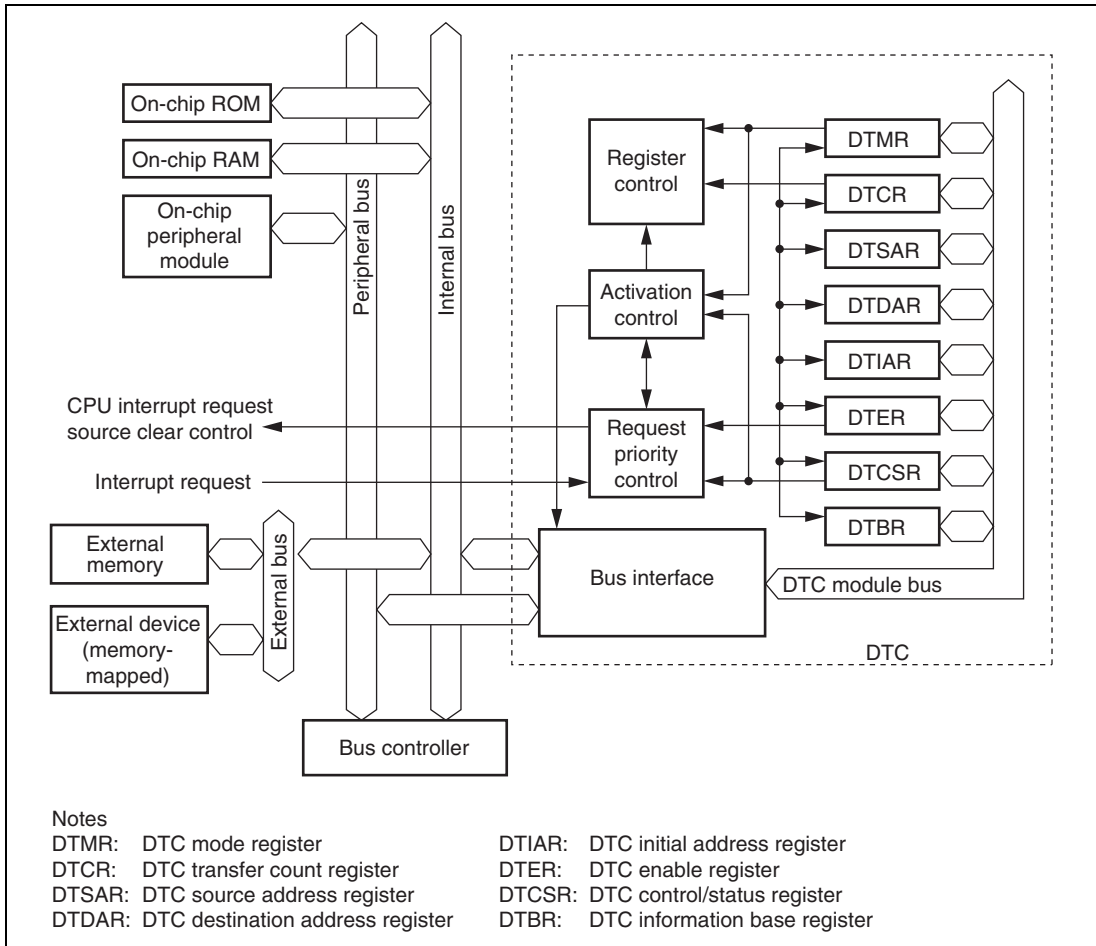 On-chip ROM
On-chip RAM
On-chip
peripheral
module
Peripheral bus
Internal bus
Register
control
Activation
control
Request
priority
control
DTMR
DTCR
DTSAR
DTDAR
DTIAR
DTER
DTCSR
DTBR
CPU interrupt request
source clear control
Interrupt request
External
memory
External device
(memory-
mapped)
External bus
Bus interface
DTC module bus
DTC
Bus controller
Notes
DTMR: DTC mode register
DTCR: DTC transfer count register
DTSAR: DTC source address register
DTDAR: DTC destination address register
DTIAR: DTC initial address register
DTER: DTC enable register
DTCSR: DTC control/status register
DTBR: DTC information base register